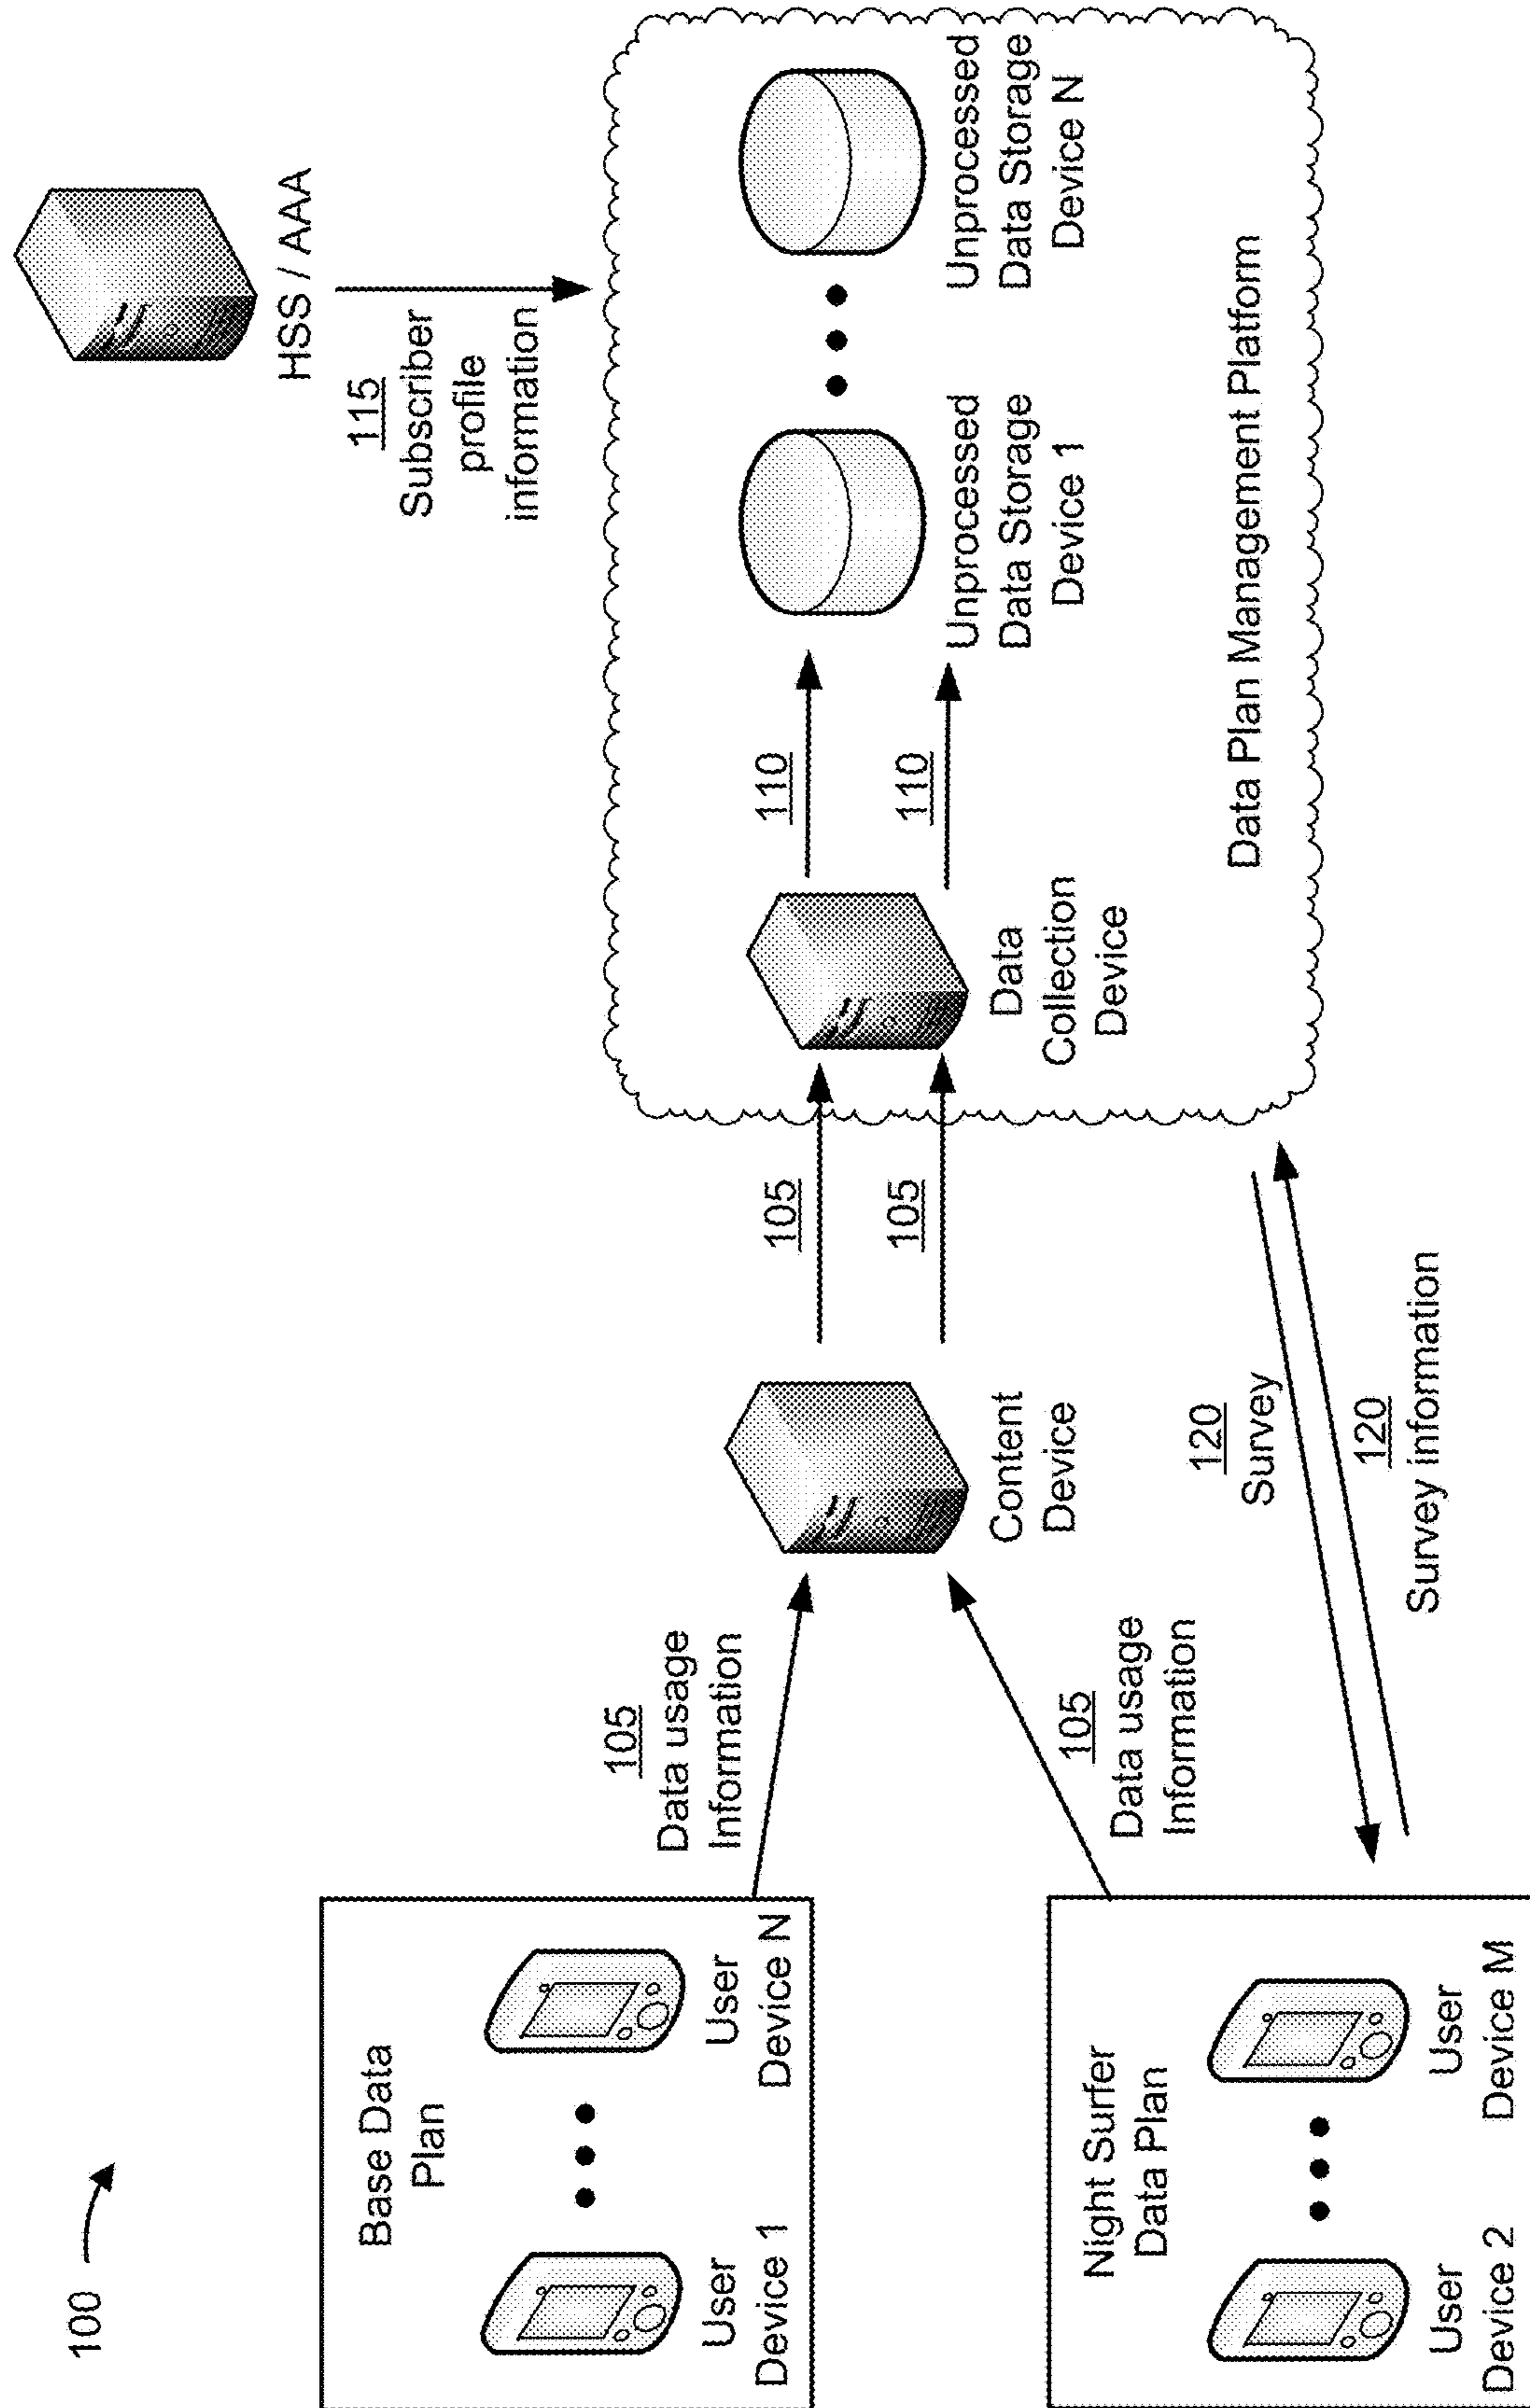 100
Base Data
Plan
User
Device 1
User
Device N
Night Surfer
Data Plan
User
Device 2
User
Device M
105
Data usage
Information
105
Data usage
Information
Content
Device
105
105
120
Survey
120
Survey information
Data
Collection
Device
110
110
Unprocessed
Data Storage
Device 1
Unprocessed
Data Storage
Device N
Data Plan Management Platform
HSS / AAA
115
Subscriber
profile
information